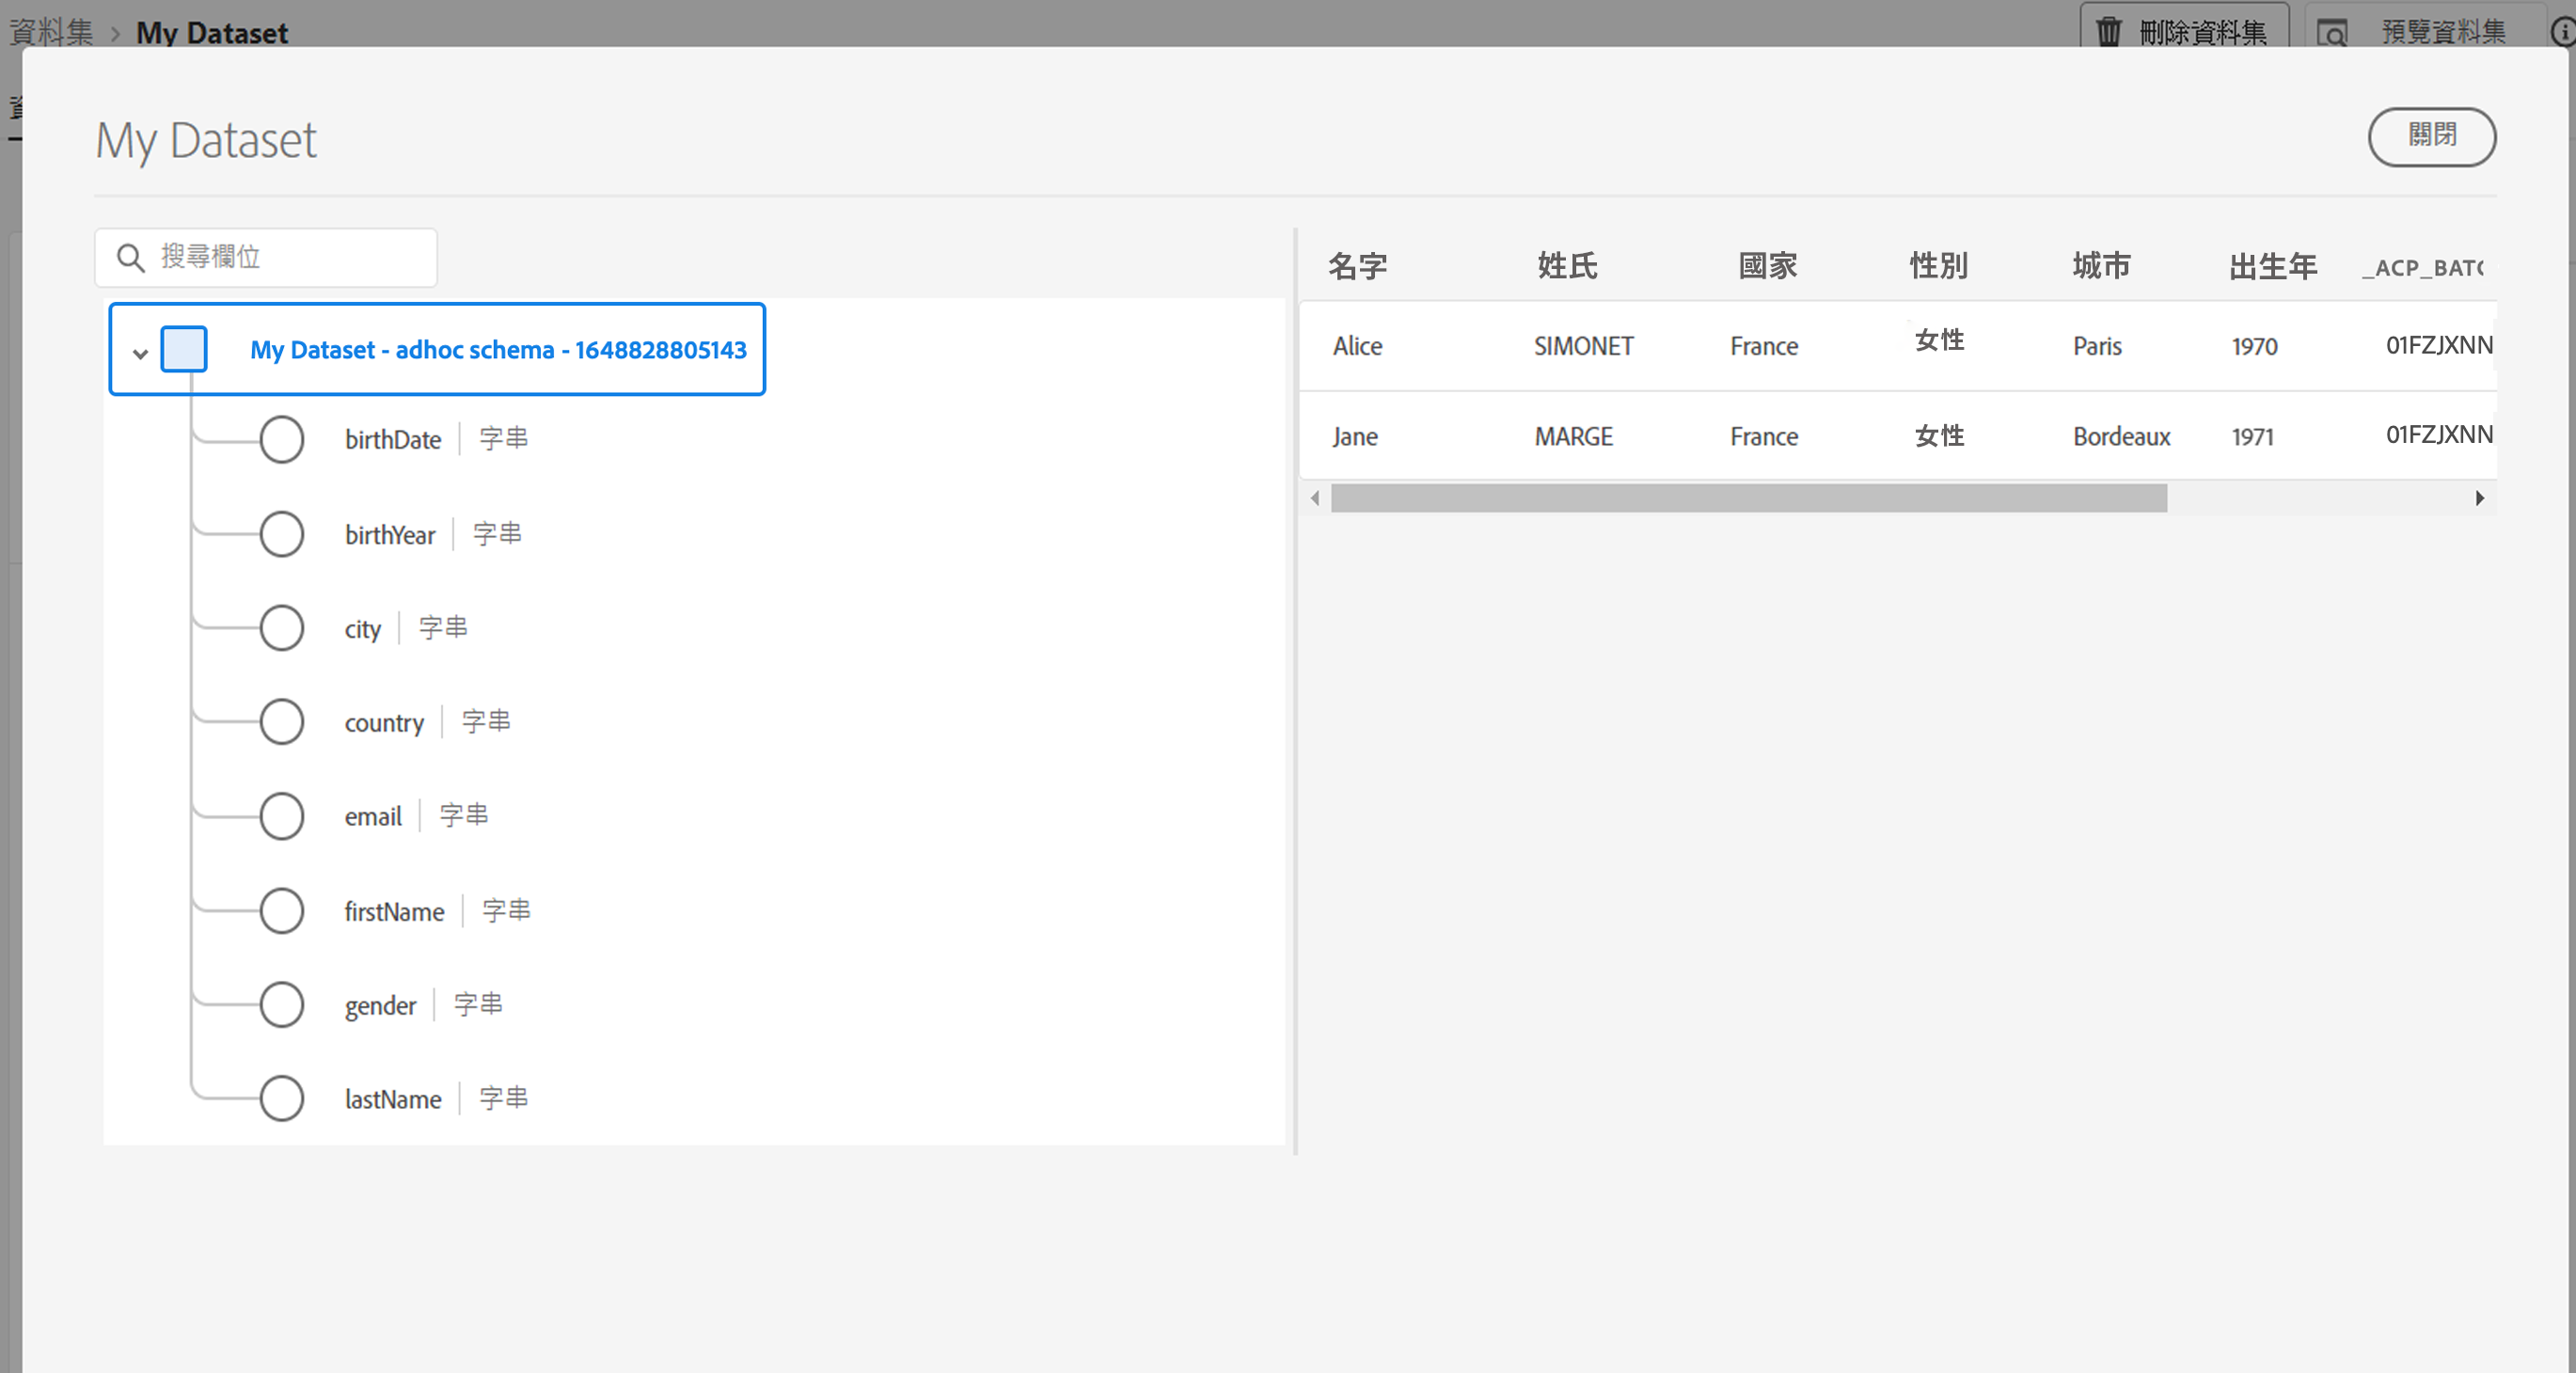 資料集 > My Dataset
刪除資料集
預覽資料集
My Dataset
關閉
搜尋欄位
My Dataset - adhoc schema - 1648828805143
birthDate 字串
birthYear 字串
city 字串
country 字串
email 字串
firstName 字串
gender 字串
lastName 字串
名字 姓氏 國家 性別 城市 出生年 _ACP_BATC
Alice SIMONET France 女性 Paris 1970 01FZJXNN
Jane MARGE France 女性 Bordeaux 1971 01FZJXNN